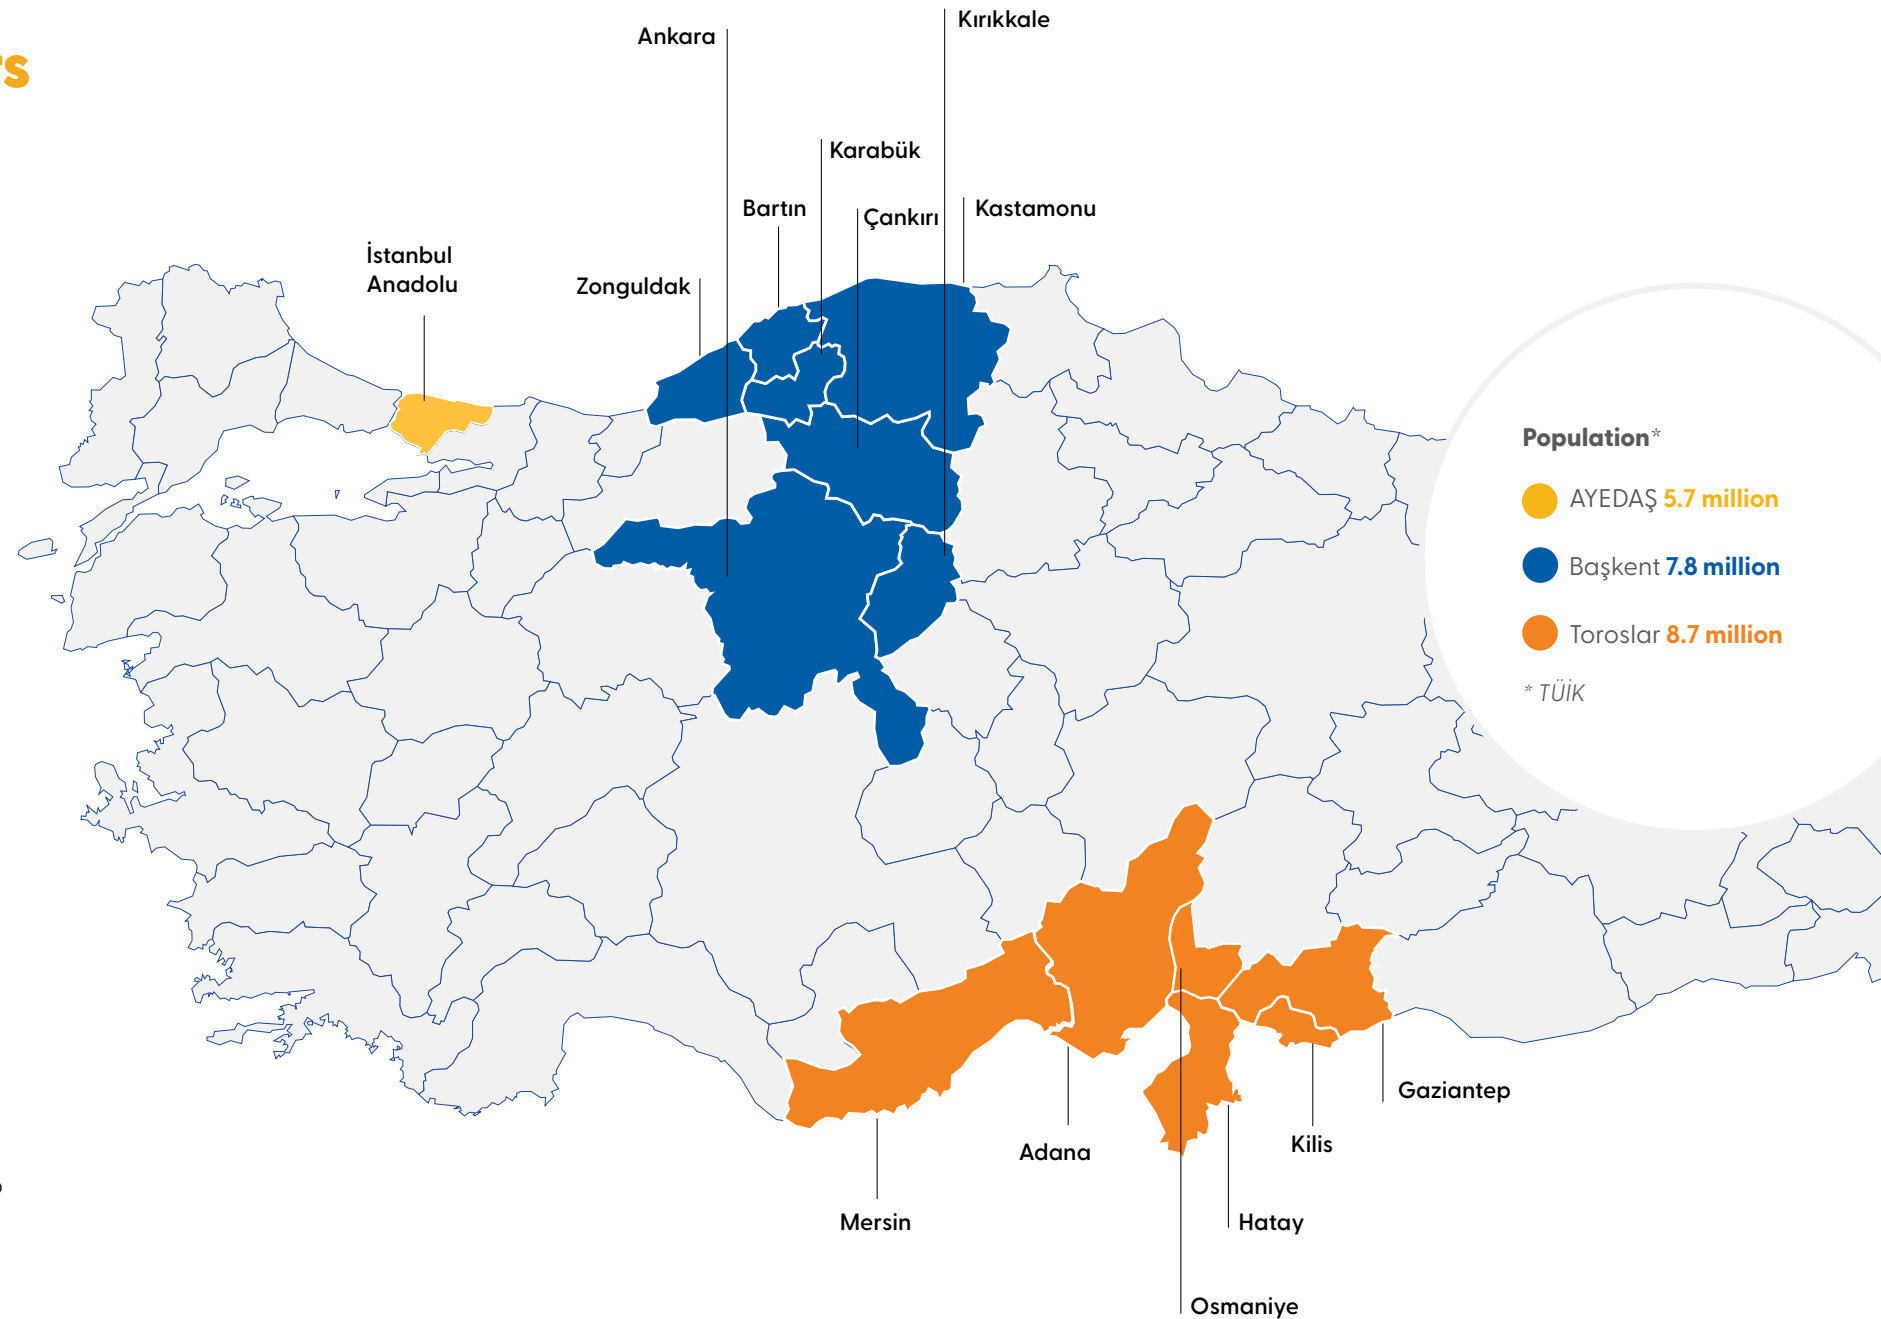 rs
Kırıkkale
Ankara
Karabük
Bartın
Çankırı
Kastamonu
İstanbul
Anadolu
Zonguldak
Population*
AYEDAŞ 5.7 million
Başkent 7.8 million
Toroslar 8.7 million
* TÜİK
Gaziantep
Kilis
Adana
Mersin
Hatay
Osmaniye